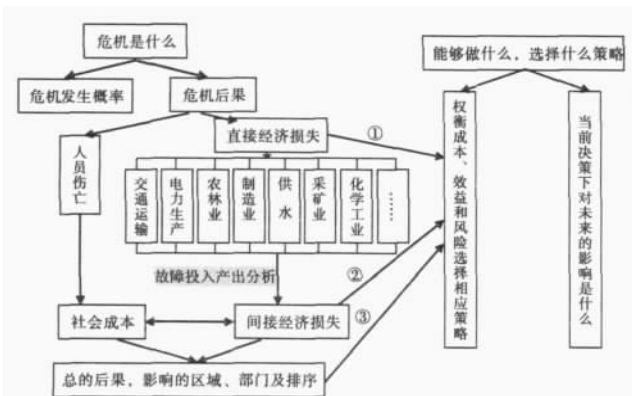 危机是什么
能够做什么，选择什么策略
危机发生概率
危机后果
直接经济损失
①
人员伤亡
交通运输
电力生产
农林业
制造业
供水
采矿业
化学工业
……
权衡成本、效益和风险选择相应策略
当前决策下对未来的影响是什么
故障投入产出分析
②
社会成本
间接经济损失
③
总的后果，影响的区域、部门及排序